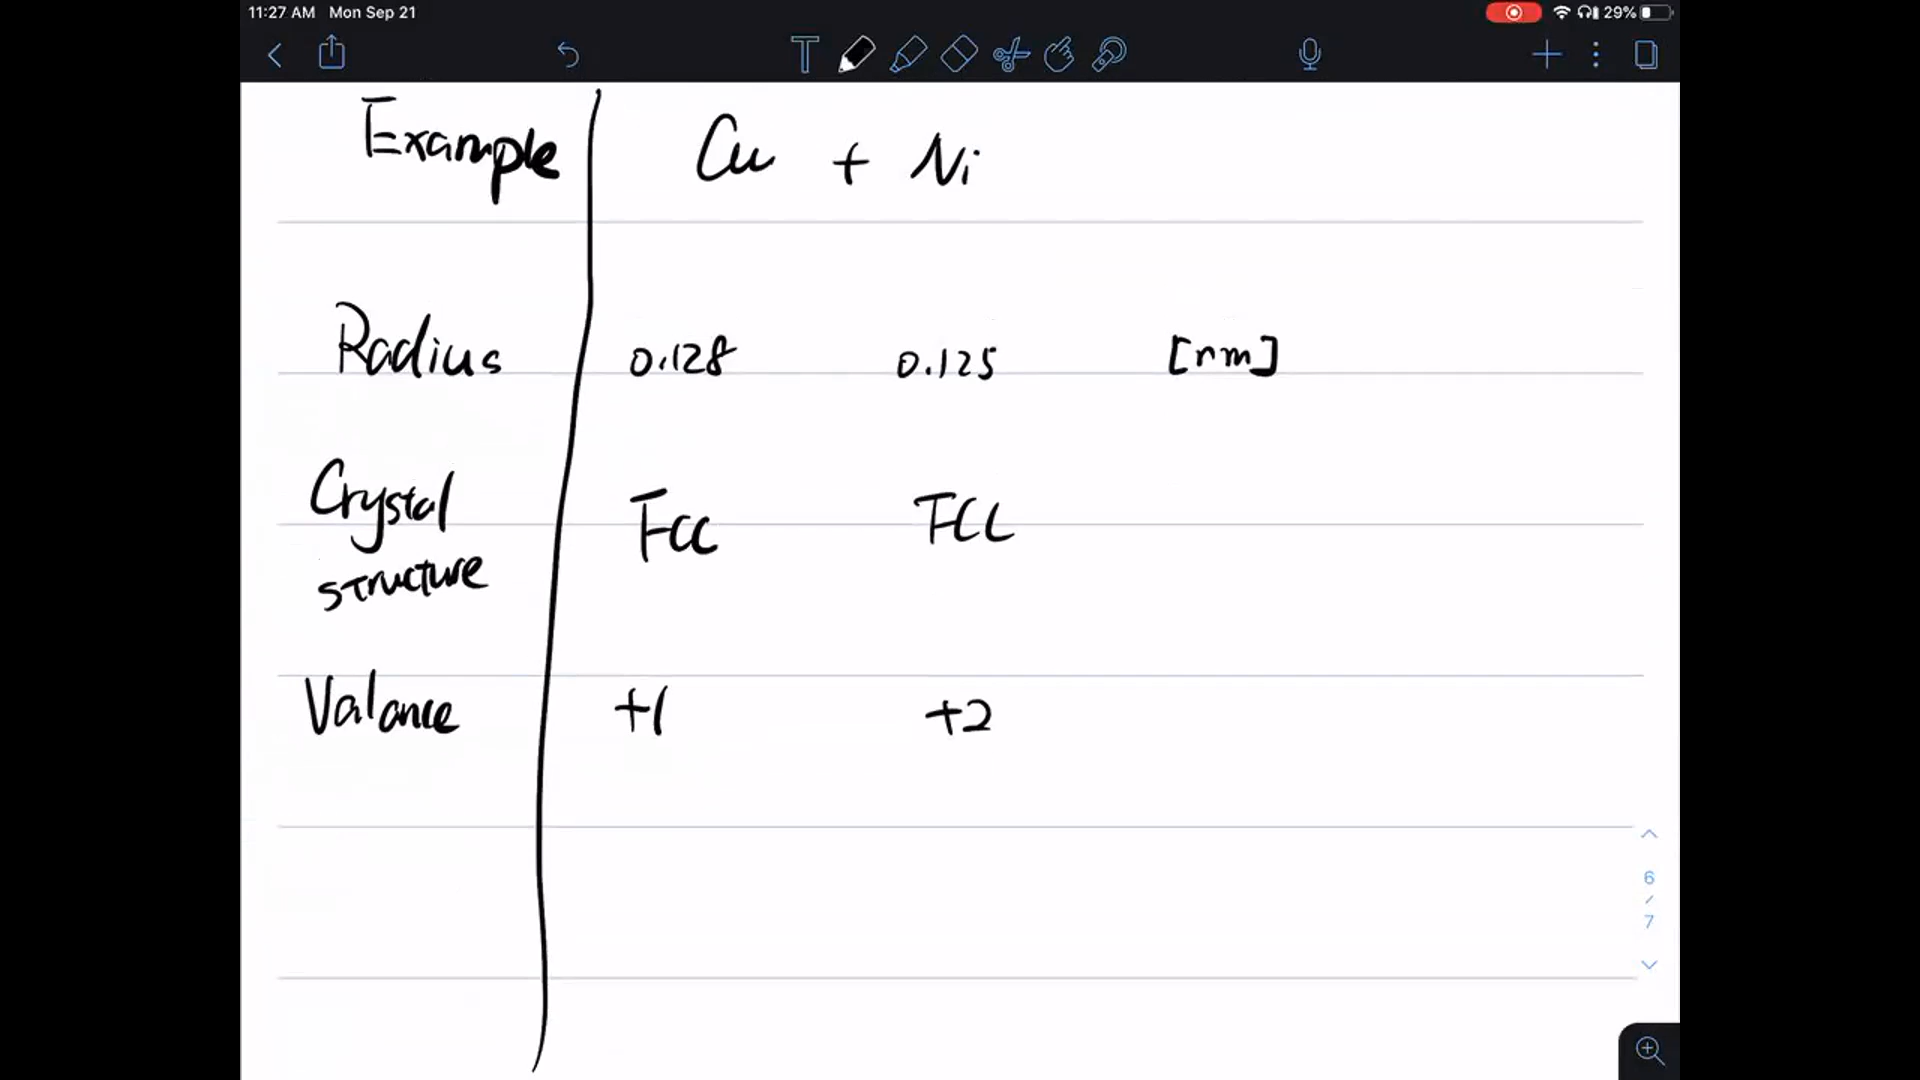 11:27 AM Mon Sep 21 29%
T
Example Cu + Ni
Radius 0.128 0.125 [nm]
Crystal structure FCC FCC
Valance +1 +2
6
/
7